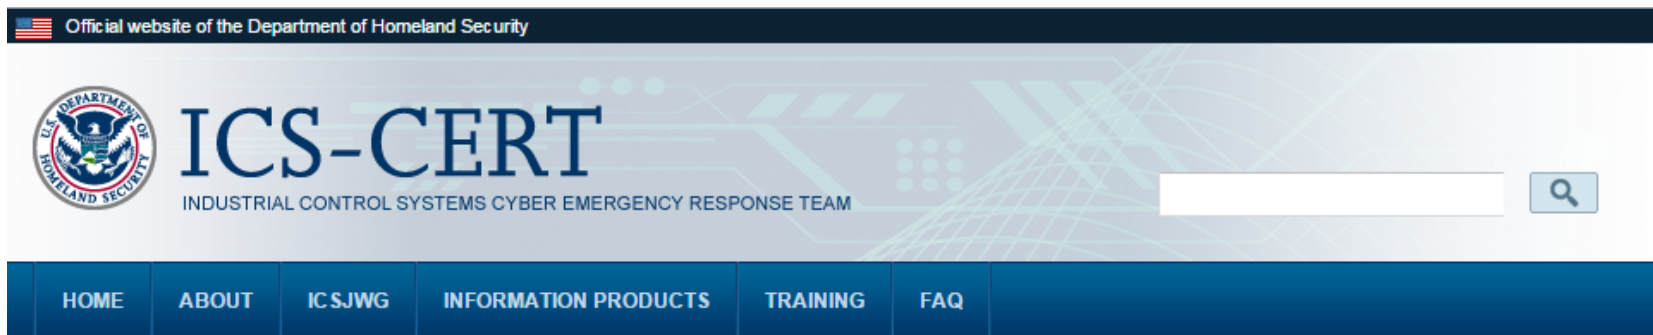 Official website of the Department of Homeland Security
U.S. DEPARTMENT OF HOMELAND SECURITY
ICS-CERT
INDUSTRIAL CONTROL SYSTEMS CYBER EMERGENCY RESPONSE TEAM
HOME ABOUT ICSJWG INFORMATION PRODUCTS TRAINING FAQ